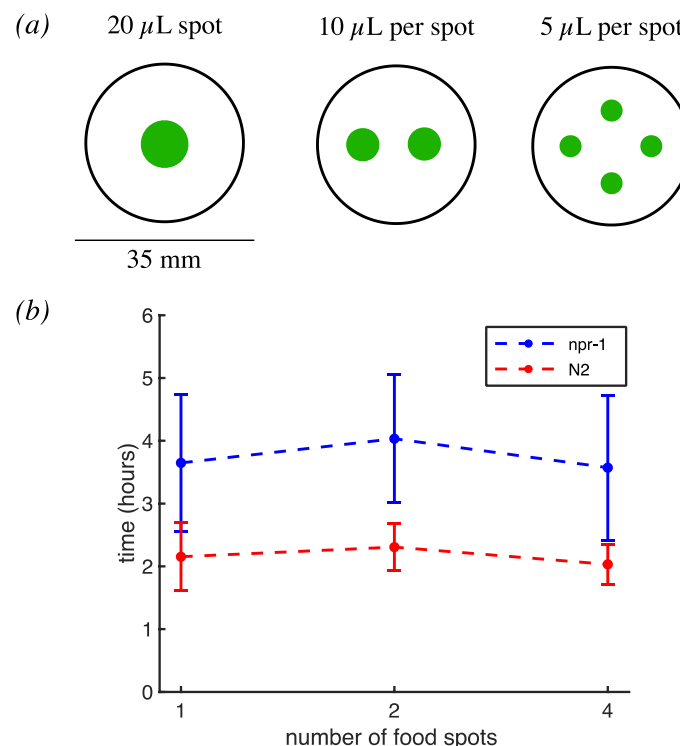 (a)
20 µL spot
10 µL per spot
5 µL per spot
35 mm
(b)
6
5
4
3
2
1
0
time (hours)
npr-1
N2
1
2
4
number of food spots